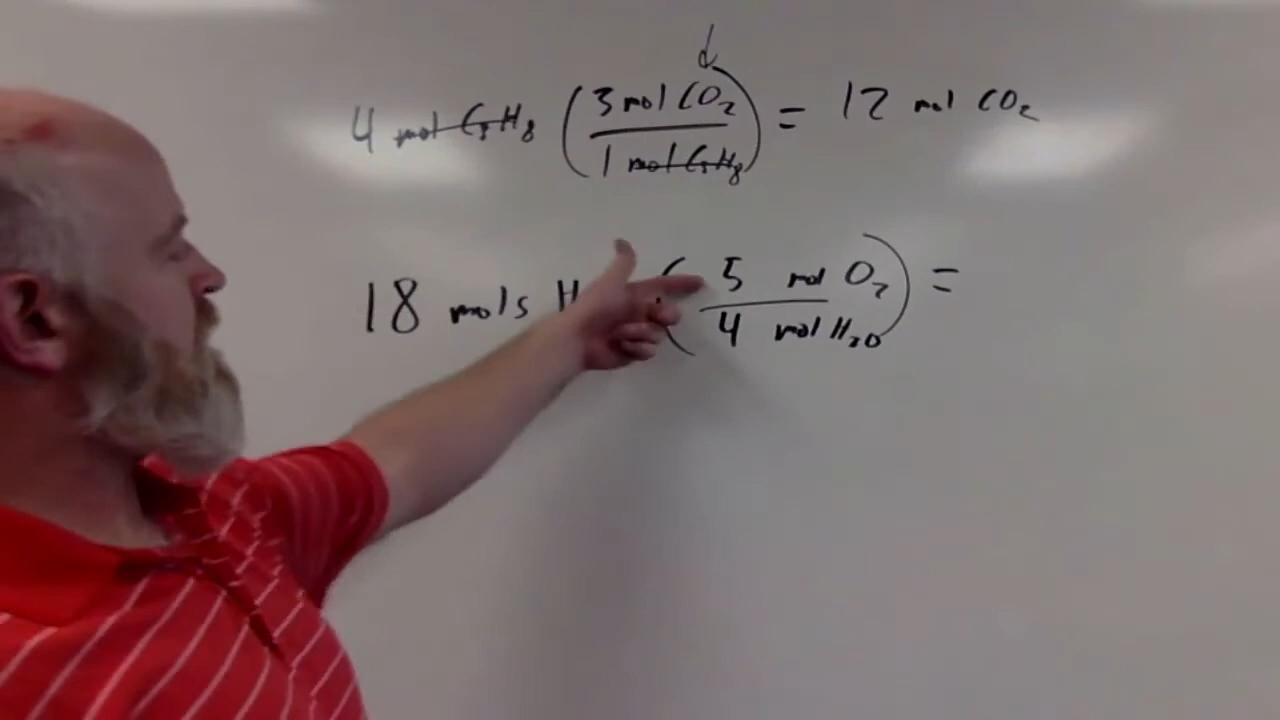 4 mol C₃H₈ (3 mol CO₂ / 1 mol C₃H₈) = 12 mol CO₂
18 mols H (5 mol O₂ / 4 mol H₂O) =